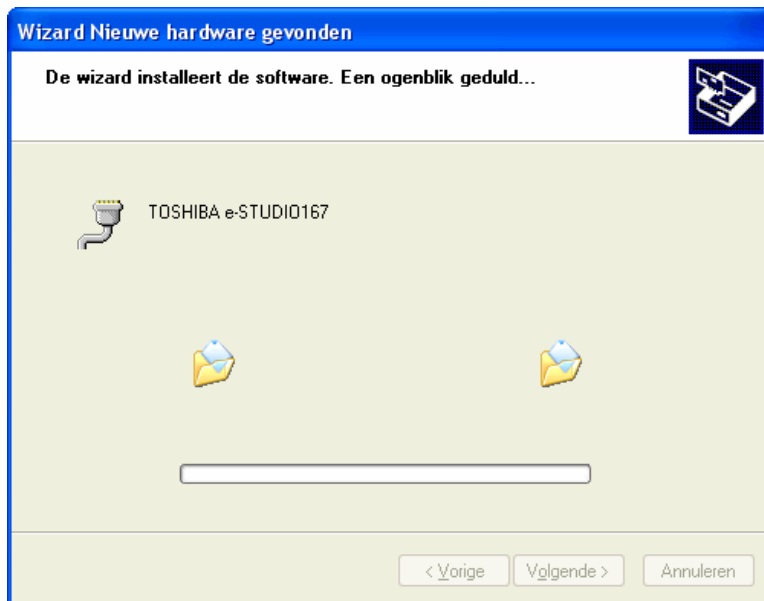 Wizard Nieuwe hardware gevonden
De wizard installeert de software. Een ogenblik geduld...
TOSHIBA e-STUDIO167
< Vorige
Volgende >
Annuleren